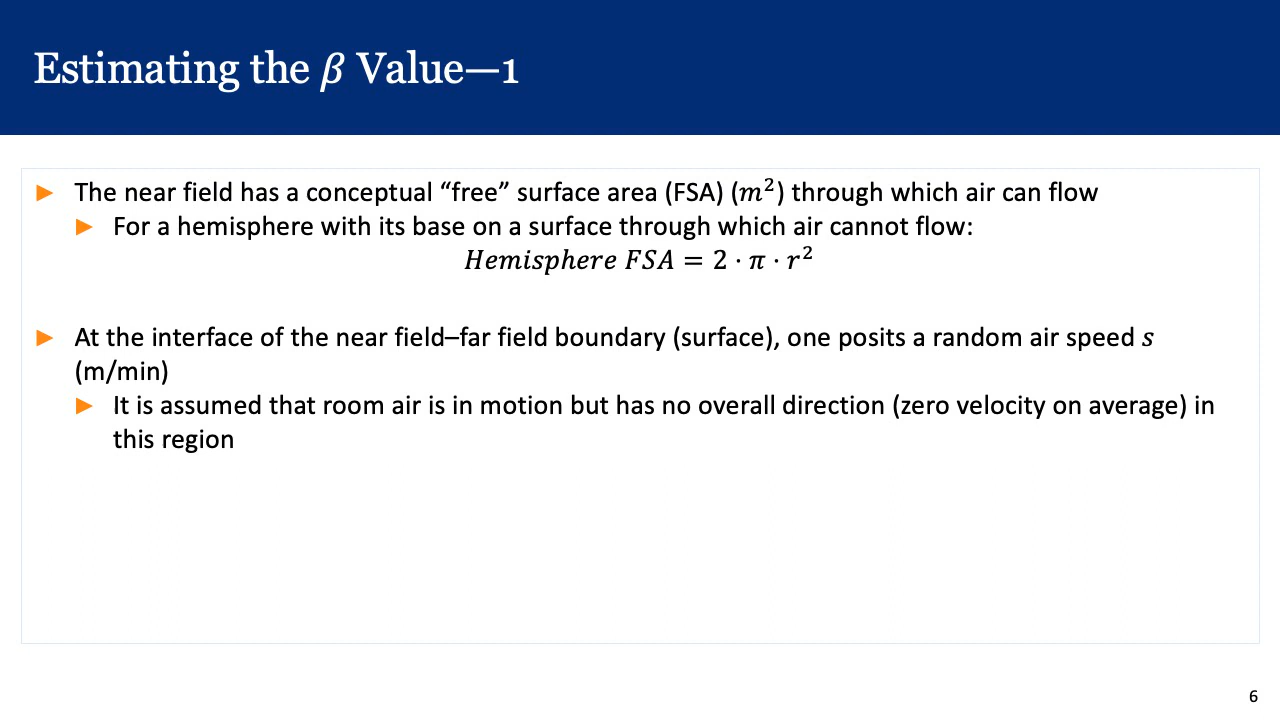 Estimating the 𝛽 Value—1
► The near field has a conceptual “free” surface area (FSA) (𝑚²) through which air can flow
► For a hemisphere with its base on a surface through which air cannot flow:
𝐻𝑒𝑚𝑖𝑠𝑝ℎ𝑒𝑟𝑒 𝐹𝑆𝐴 = 2 ∙ 𝜋 ∙ 𝑟²
► At the interface of the near field–far field boundary (surface), one posits a random air speed 𝑠
(m/min)
► It is assumed that room air is in motion but has no overall direction (zero velocity on average) in
this region
6